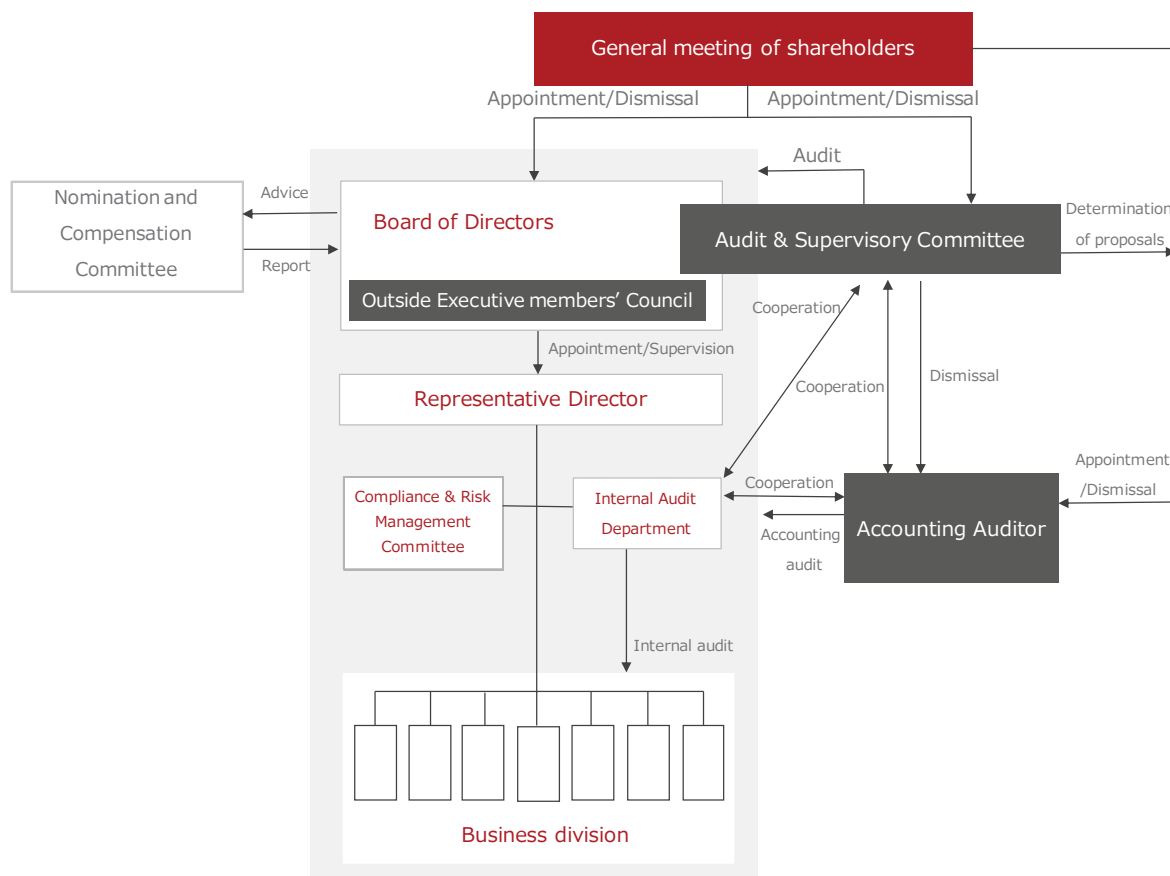 General meeting of shareholders
Appointment/Dismissal
Appointment/Dismissal
Audit
Nomination and
Compensation
Committee
Advice
Report
Board of Directors
Audit & Supervisory Committee
Determination
of proposals
Outside Executive members’ Council
Cooperation
Appointment/Supervision
Representative Director
Cooperation
Dismissal
Compliance & Risk
Management
Committee
Internal Audit
Department
Cooperation
Accounting
audit
Accounting Auditor
Appointment
/Dismissal
Internal audit
Business division